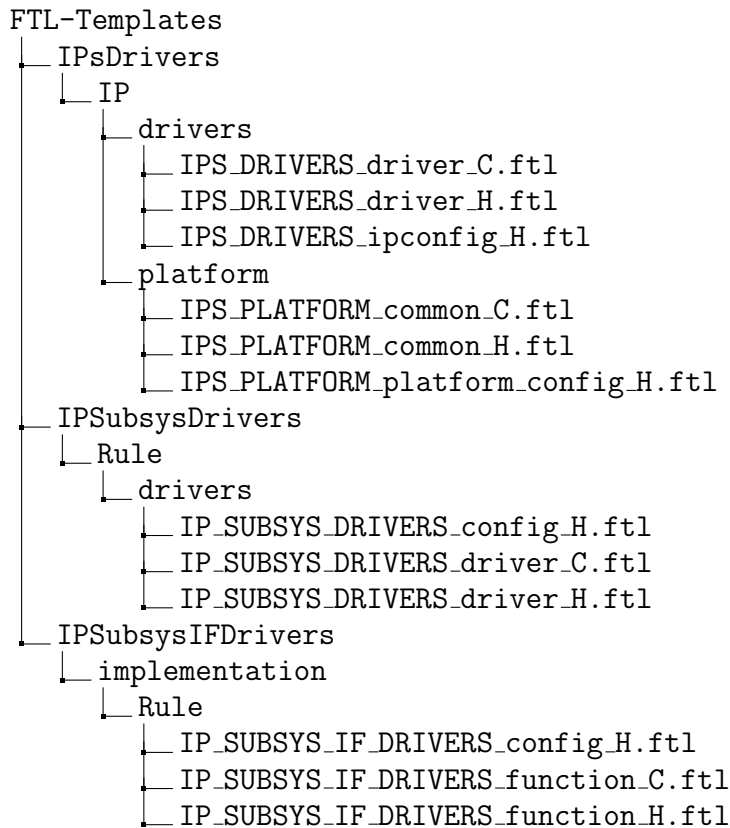 FTL-Templates
IPsDrivers
IP
drivers
IPS_DRIVERS_driver_C.ftl
IPS_DRIVERS_driver_H.ftl
IPS_DRIVERS_ipconfig_H.ftl
platform
IPS_PLATFORM_common_C.ftl
IPS_PLATFORM_common_H.ftl
IPS_PLATFORM_platform_config_H.ftl
IPSubsysDrivers
Rule
drivers
IP_SUBSYS_DRIVERS_config_H.ftl
IP_SUBSYS_DRIVERS_driver_C.ftl
IP_SUBSYS_DRIVERS_driver_H.ftl
IPSubsysIFDrivers
implementation
Rule
IP_SUBSYS_IF_DRIVERS_config_H.ftl
IP_SUBSYS_IF_DRIVERS_function_C.ftl
IP_SUBSYS_IF_DRIVERS_function_H.ftl